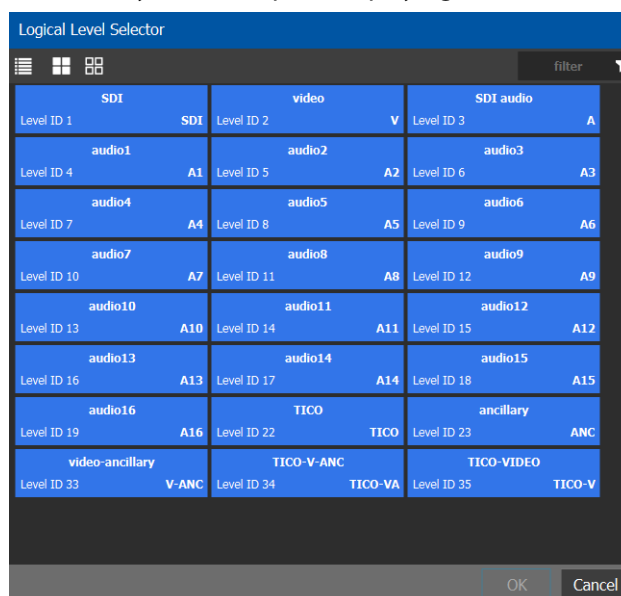 Logical Level Selector
filter
SDI video SDI audio
Level ID 1 SDI Level ID 2 V Level ID 3 A
audio1 audio2 audio3
Level ID 4 A1 Level ID 5 A2 Level ID 6 A3
audio4 audio5 audio6
Level ID 7 A4 Level ID 8 A5 Level ID 9 A6
audio7 audio8 audio9
Level ID 10 A7 Level ID 11 A8 Level ID 12 A9
audio10 audio11 audio12
Level ID 13 A10 Level ID 14 A11 Level ID 15 A12
audio13 audio14 audio15
Level ID 16 A13 Level ID 17 A14 Level ID 18 A15
audio16 TICO ancillary
Level ID 19 A16 Level ID 22 TICO Level ID 23 ANC
video-ancillary TICO-V-ANC TICO-VIDEO
Level ID 33 V-ANC Level ID 34 TICO-VA Level ID 35 TICO-V
OK Cancel